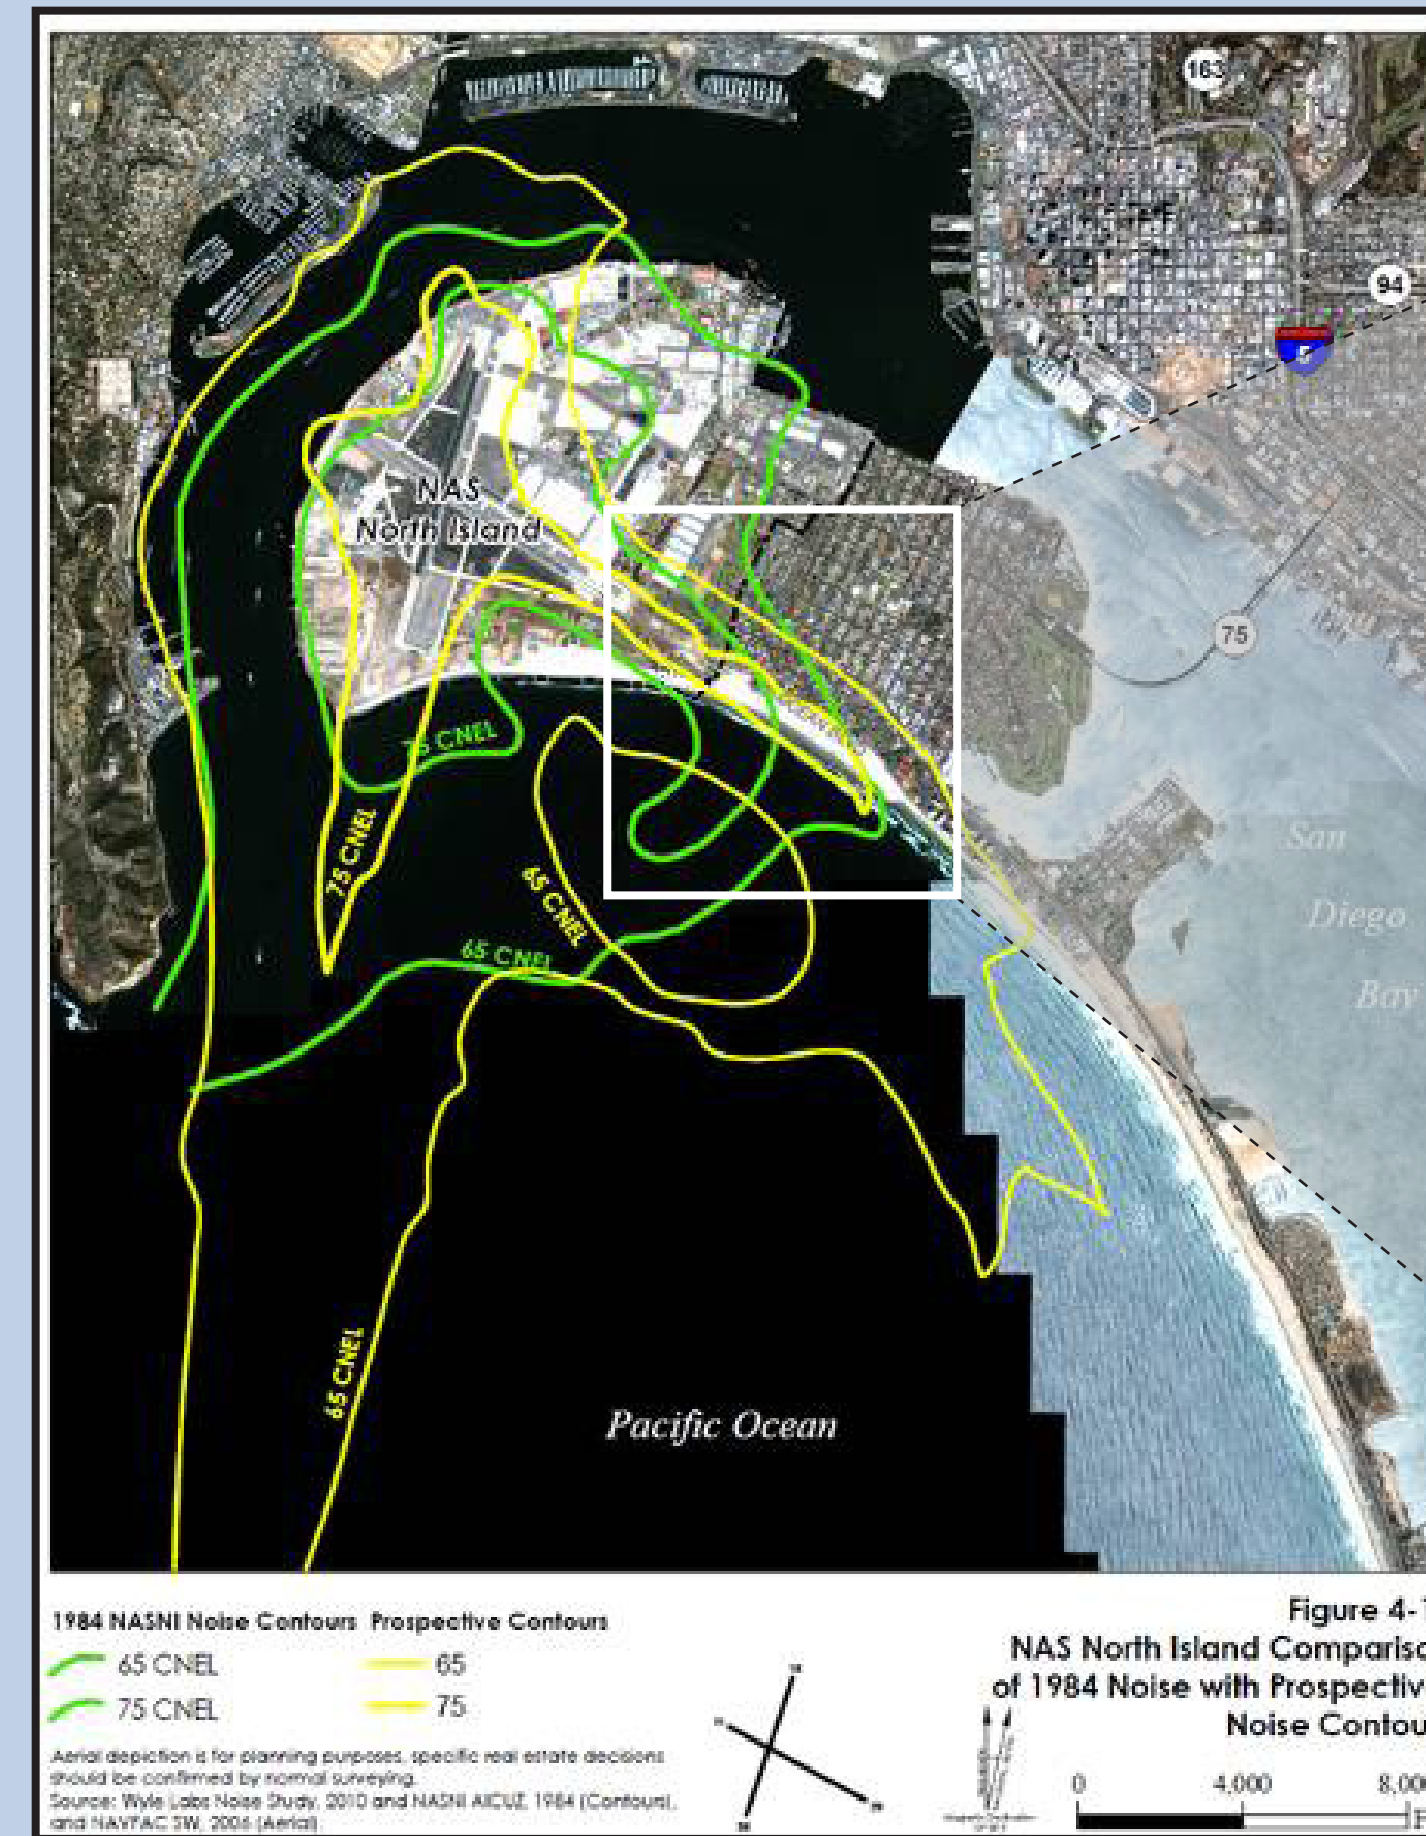 163
94
5
NAS
North Island
75
75 CNEL
75 CNEL
65 CNEL
65 CNEL
65 CNEL
San
Diego
Bay
Pacific Ocean
1984 NASNI Noise Contours Prospective Contours
65 CNEL 65
75 CNEL 75
Aerial depiction is for planning purposes, specific real estate decisions
should be confirmed by normal surveying.
Source: Wyle Labs Noise Study, 2010 and NASNI AICUZ, 1984 (Contours),
and NAVFAC SW, 2006 (Aerial).
Figure 4-1
NAS North Island Compariso
of 1984 Noise with Prospectiv
Noise Contou
0 4,000 8,00